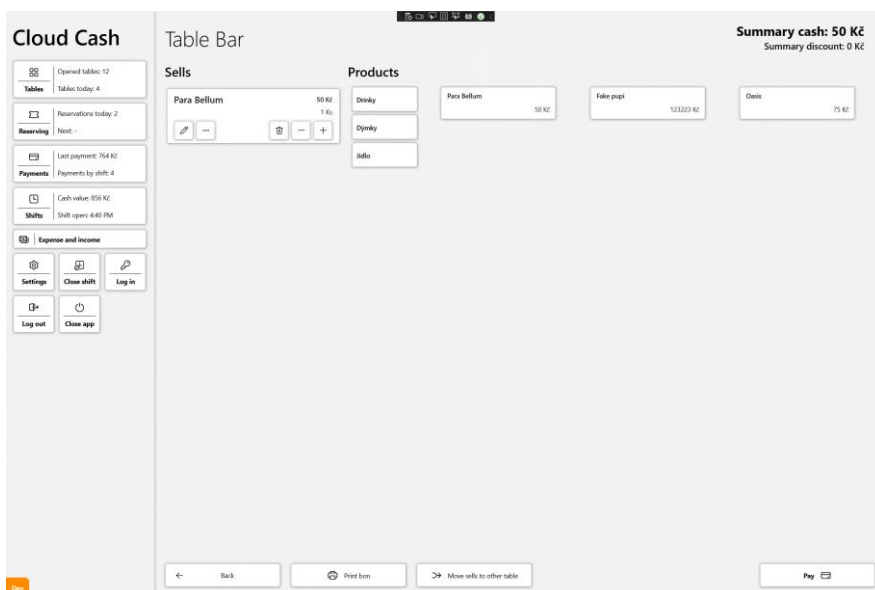 Cloud Cash
Tables
Opened tables: 12
Tables today: 4
Reserving
Reservations today: 2
Next: -
Payments
Last payment: 764 Kč
Payments by shift: 4
Shifts
Cash value: 856 Kč
Shift open: 4:40 PM
Expense and income
Settings
Close shift
Log in
Log out
Close app
Table Bar
Summary cash: 50 Kč
Summary discount: 0 Kč
Sells
Para Bellum
50 Kč
1 Ks
Products
Drinky
Dýmky
Jídlo
Para Bellum
50 Kč
Fake pupi
123223 Kč
Oasis
75 Kč
Back
Print bon
Move sells to other table
Pay